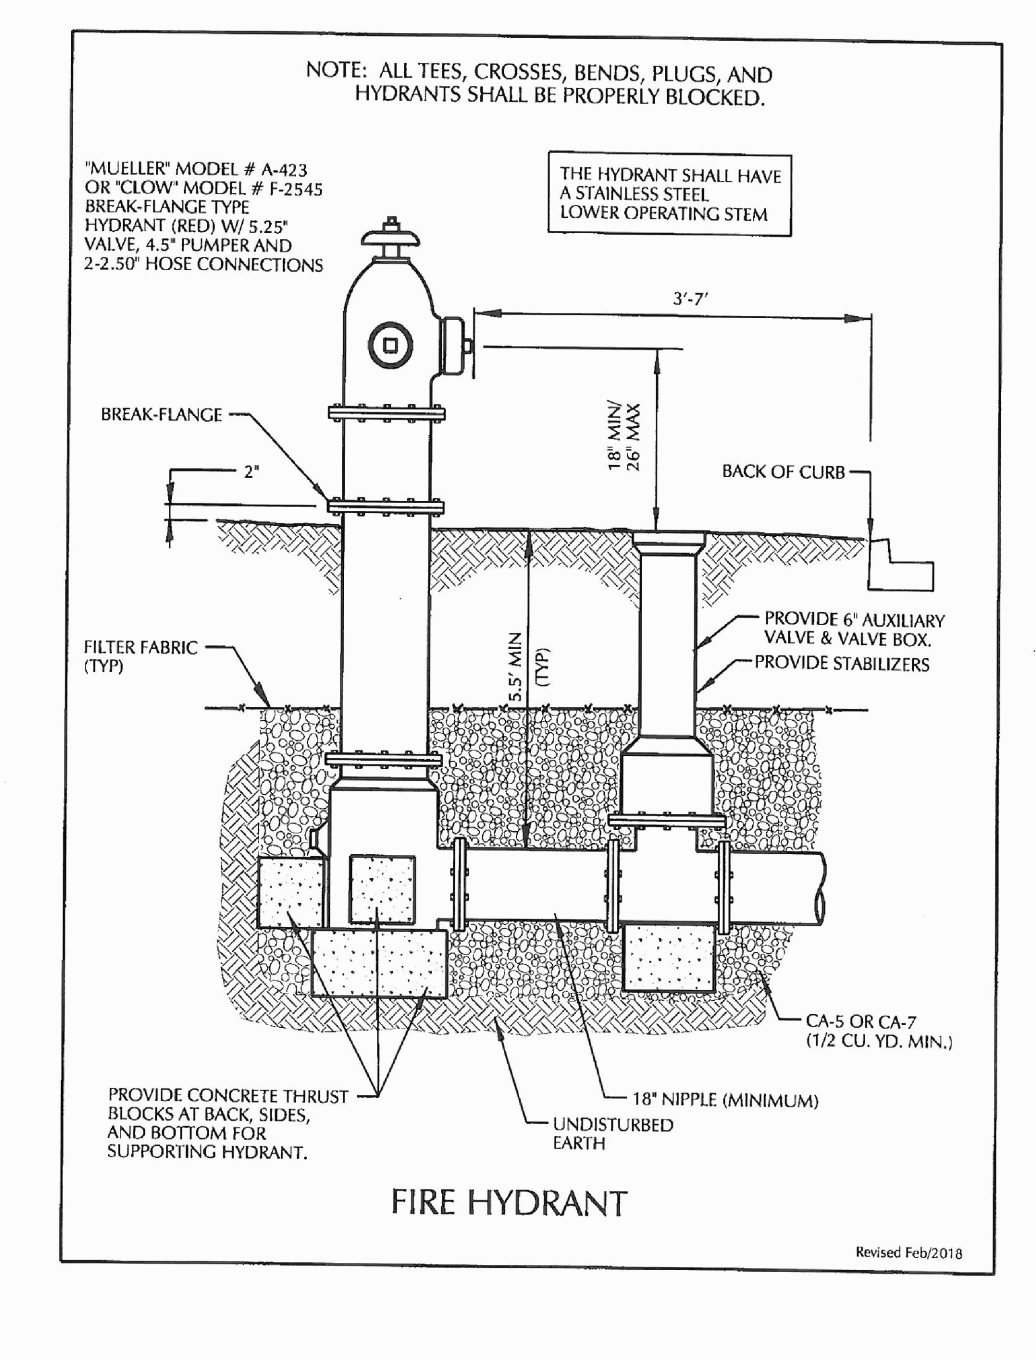 NOTE: ALL TEES, CROSSES, BENDS, PLUGS, AND
HYDRANTS SHALL BE PROPERLY BLOCKED.
"MUELLER" MODEL # A-423
OR "CLOW" MODEL # F-2545
BREAK-FLANGE TYPE
HYDRANT (RED) W/ 5.25"
VALVE, 4.5" PUMPER AND
2-2.50" HOSE CONNECTIONS
THE HYDRANT SHALL HAVE
A STAINLESS STEEL
LOWER OPERATING STEM
3'-7'
BREAK-FLANGE
18" MIN/
26" MAX
2"
BACK OF CURB
PROVIDE 6" AUXILIARY
VALVE & VALVE BOX.
PROVIDE STABILIZERS
FILTER FABRIC
(TYP)
5.5' MIN
(TYP)
CA-5 OR CA-7
(1/2 CU. YD. MIN.)
PROVIDE CONCRETE THRUST
BLOCKS AT BACK, SIDES,
AND BOTTOM FOR
SUPPORTING HYDRANT.
18" NIPPLE (MINIMUM)
UNDISTURBED
EARTH
FIRE HYDRANT
Revised Feb/2018